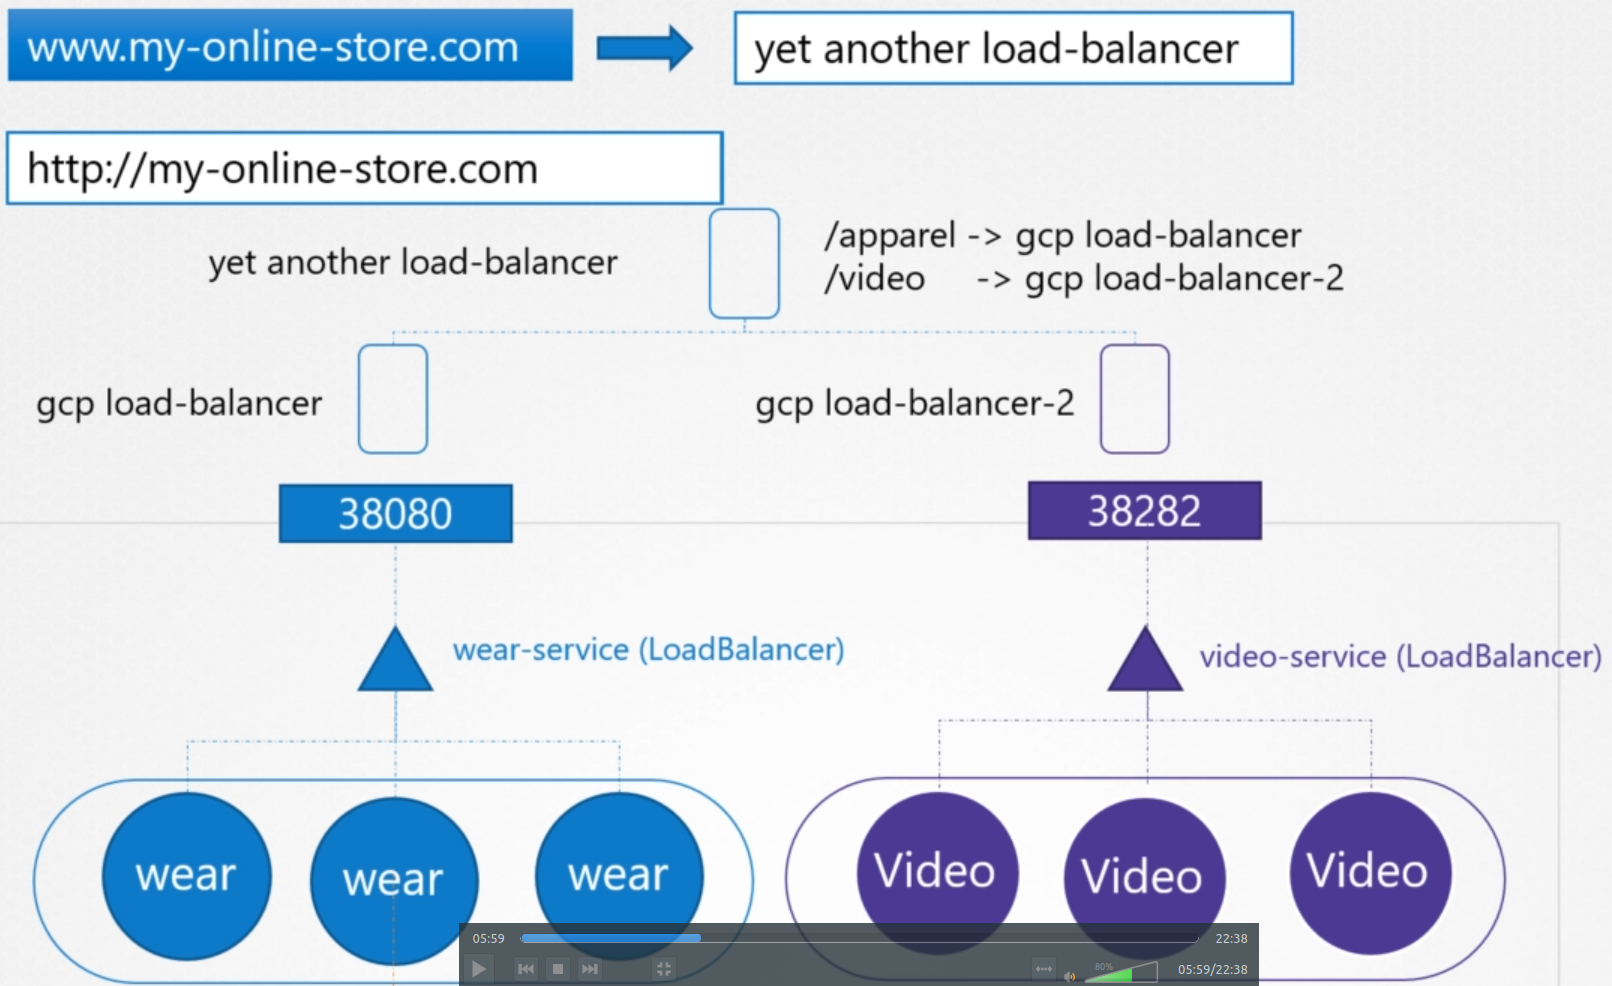 www.my-online-store.com
yet another load-balancer
http://my-online-store.com
yet another load-balancer
/apparel -> gcp load-balancer
/video -> gcp load-balancer-2
gcp load-balancer
gcp load-balancer-2
38080
38282
wear-service (LoadBalancer)
video-service (LoadBalancer)
wear
wear
wear
Video
Video
Video
05:59
22:38
80%
05:59/22:38